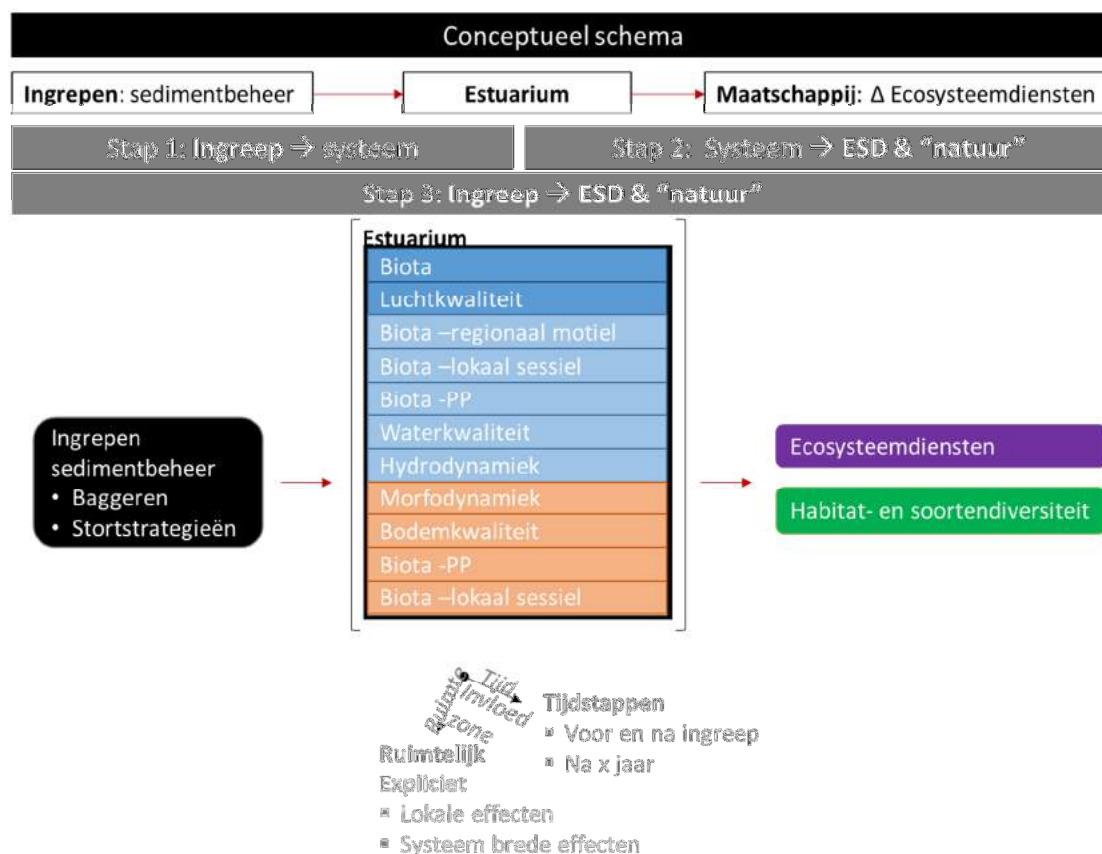 Conceptueel schema
Ingrepen: sedimentbeheer
Estuarium
Maatschappij: Δ Ecosysteemdiensten
Stap 1: Ingreep → systeem
Stap 2: Systeem → ESD & “natuur”
Stap 3: Ingreep → ESD & “natuur”
Estuarium
Biota
Luchtkwaliteit
Biota –regionaal motiel
Biota –lokaal sessiel
Biota -PP
Waterkwaliteit
Hydrodynamiek
Morfodynamiek
Bodemkwaliteit
Biota -PP
Biota –lokaal sessiel
Ingrepen
sedimentbeheer
• Baggeren
• Stortstrategieën
Ecosysteemdiensten
Habitat- en soortendiversiteit
Ruimte
Tijd
Invloed
zone
Tijdstappen
▪ Voor en na ingreep
▪ Na x jaar
Ruimtelijk
Expliciet
▪ Lokale effecten
▪ Systeem brede effecten